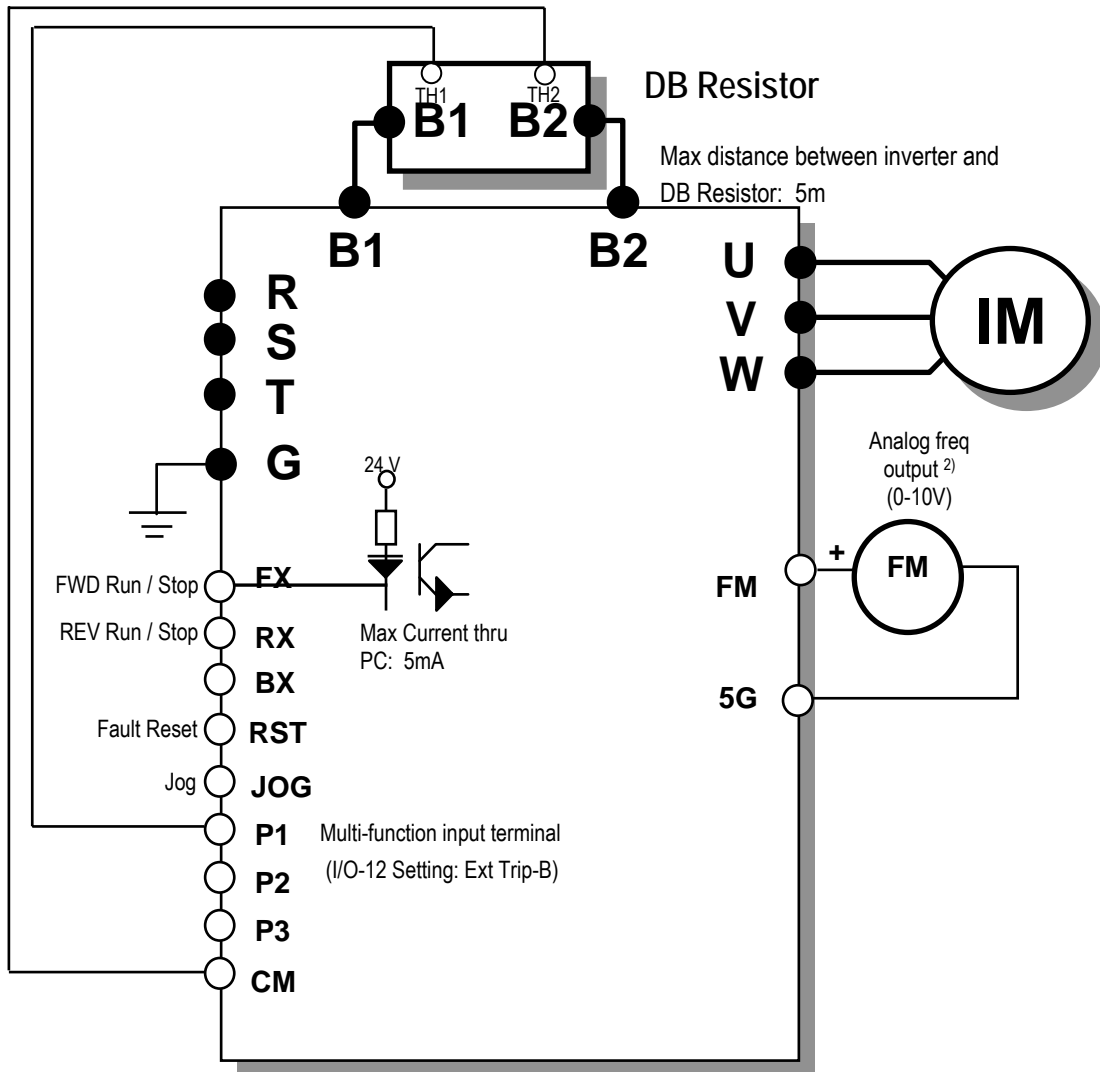 TH1
TH2
B1
B2
DB Resistor
Max distance between inverter and
DB Resistor: 5m
B1
B2
R
S
T
G
U
V
W
IM
24 V
Analog freq
output 2)
(0-10V)
FWD Run / Stop
FX
REV Run / Stop
RX
BX
Max Current thru
PC: 5mA
FM
+
FM
5G
Fault Reset
RST
Jog
JOG
P1
Multi-function input terminal
(I/O-12 Setting: Ext Trip-B)
P2
P3
CM